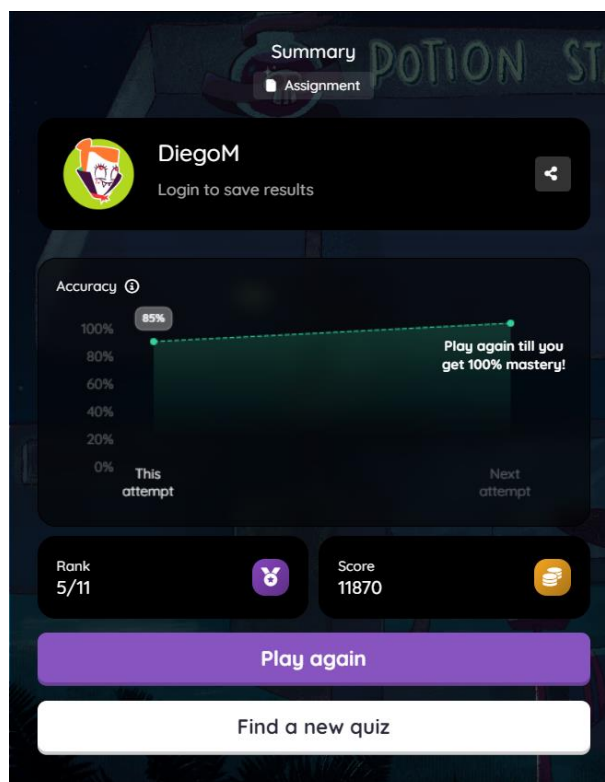 POTION ST
Summary
Assignment
DiegoM
Login to save results
Accuracy
85%
100%
80%
60%
40%
20%
0%
Play again till you
get 100% mastery!
This
attempt
Next
attempt
Rank
5/11
Score
11870
Play again
Find a new quiz